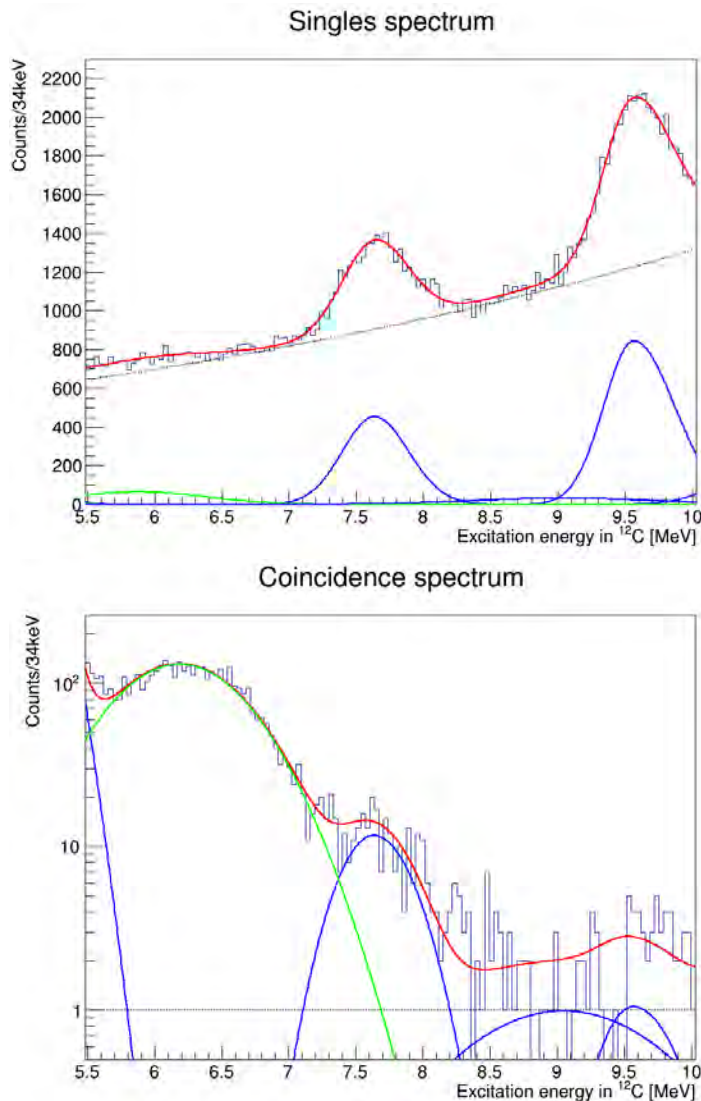 Singles spectrum
Counts/34keV
2200
2000
1800
1600
1400
1200
1000
800
600
400
200
0
5.5 6 6.5 7 7.5 8 8.5 9 9.5 10
Excitation energy in ¹²C [MeV]
Coincidence spectrum
Counts/34keV
10²
10
1
5.5 6 6.5 7 7.5 8 8.5 9 9.5 10
Excitation energy in ¹²C [MeV]